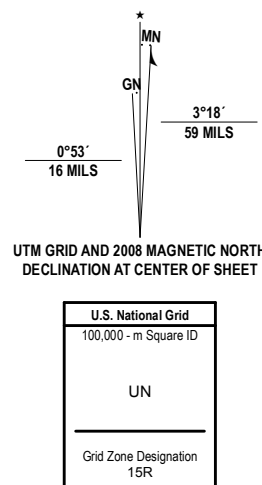 ★
MN
GN
3°18´
59 MILS
0°53´
16 MILS
UTM GRID AND 2008 MAGNETIC NORTH
DECLINATION AT CENTER OF SHEET
U.S. National Grid
100,000 - m Square ID
UN
Grid Zone Designation
15R